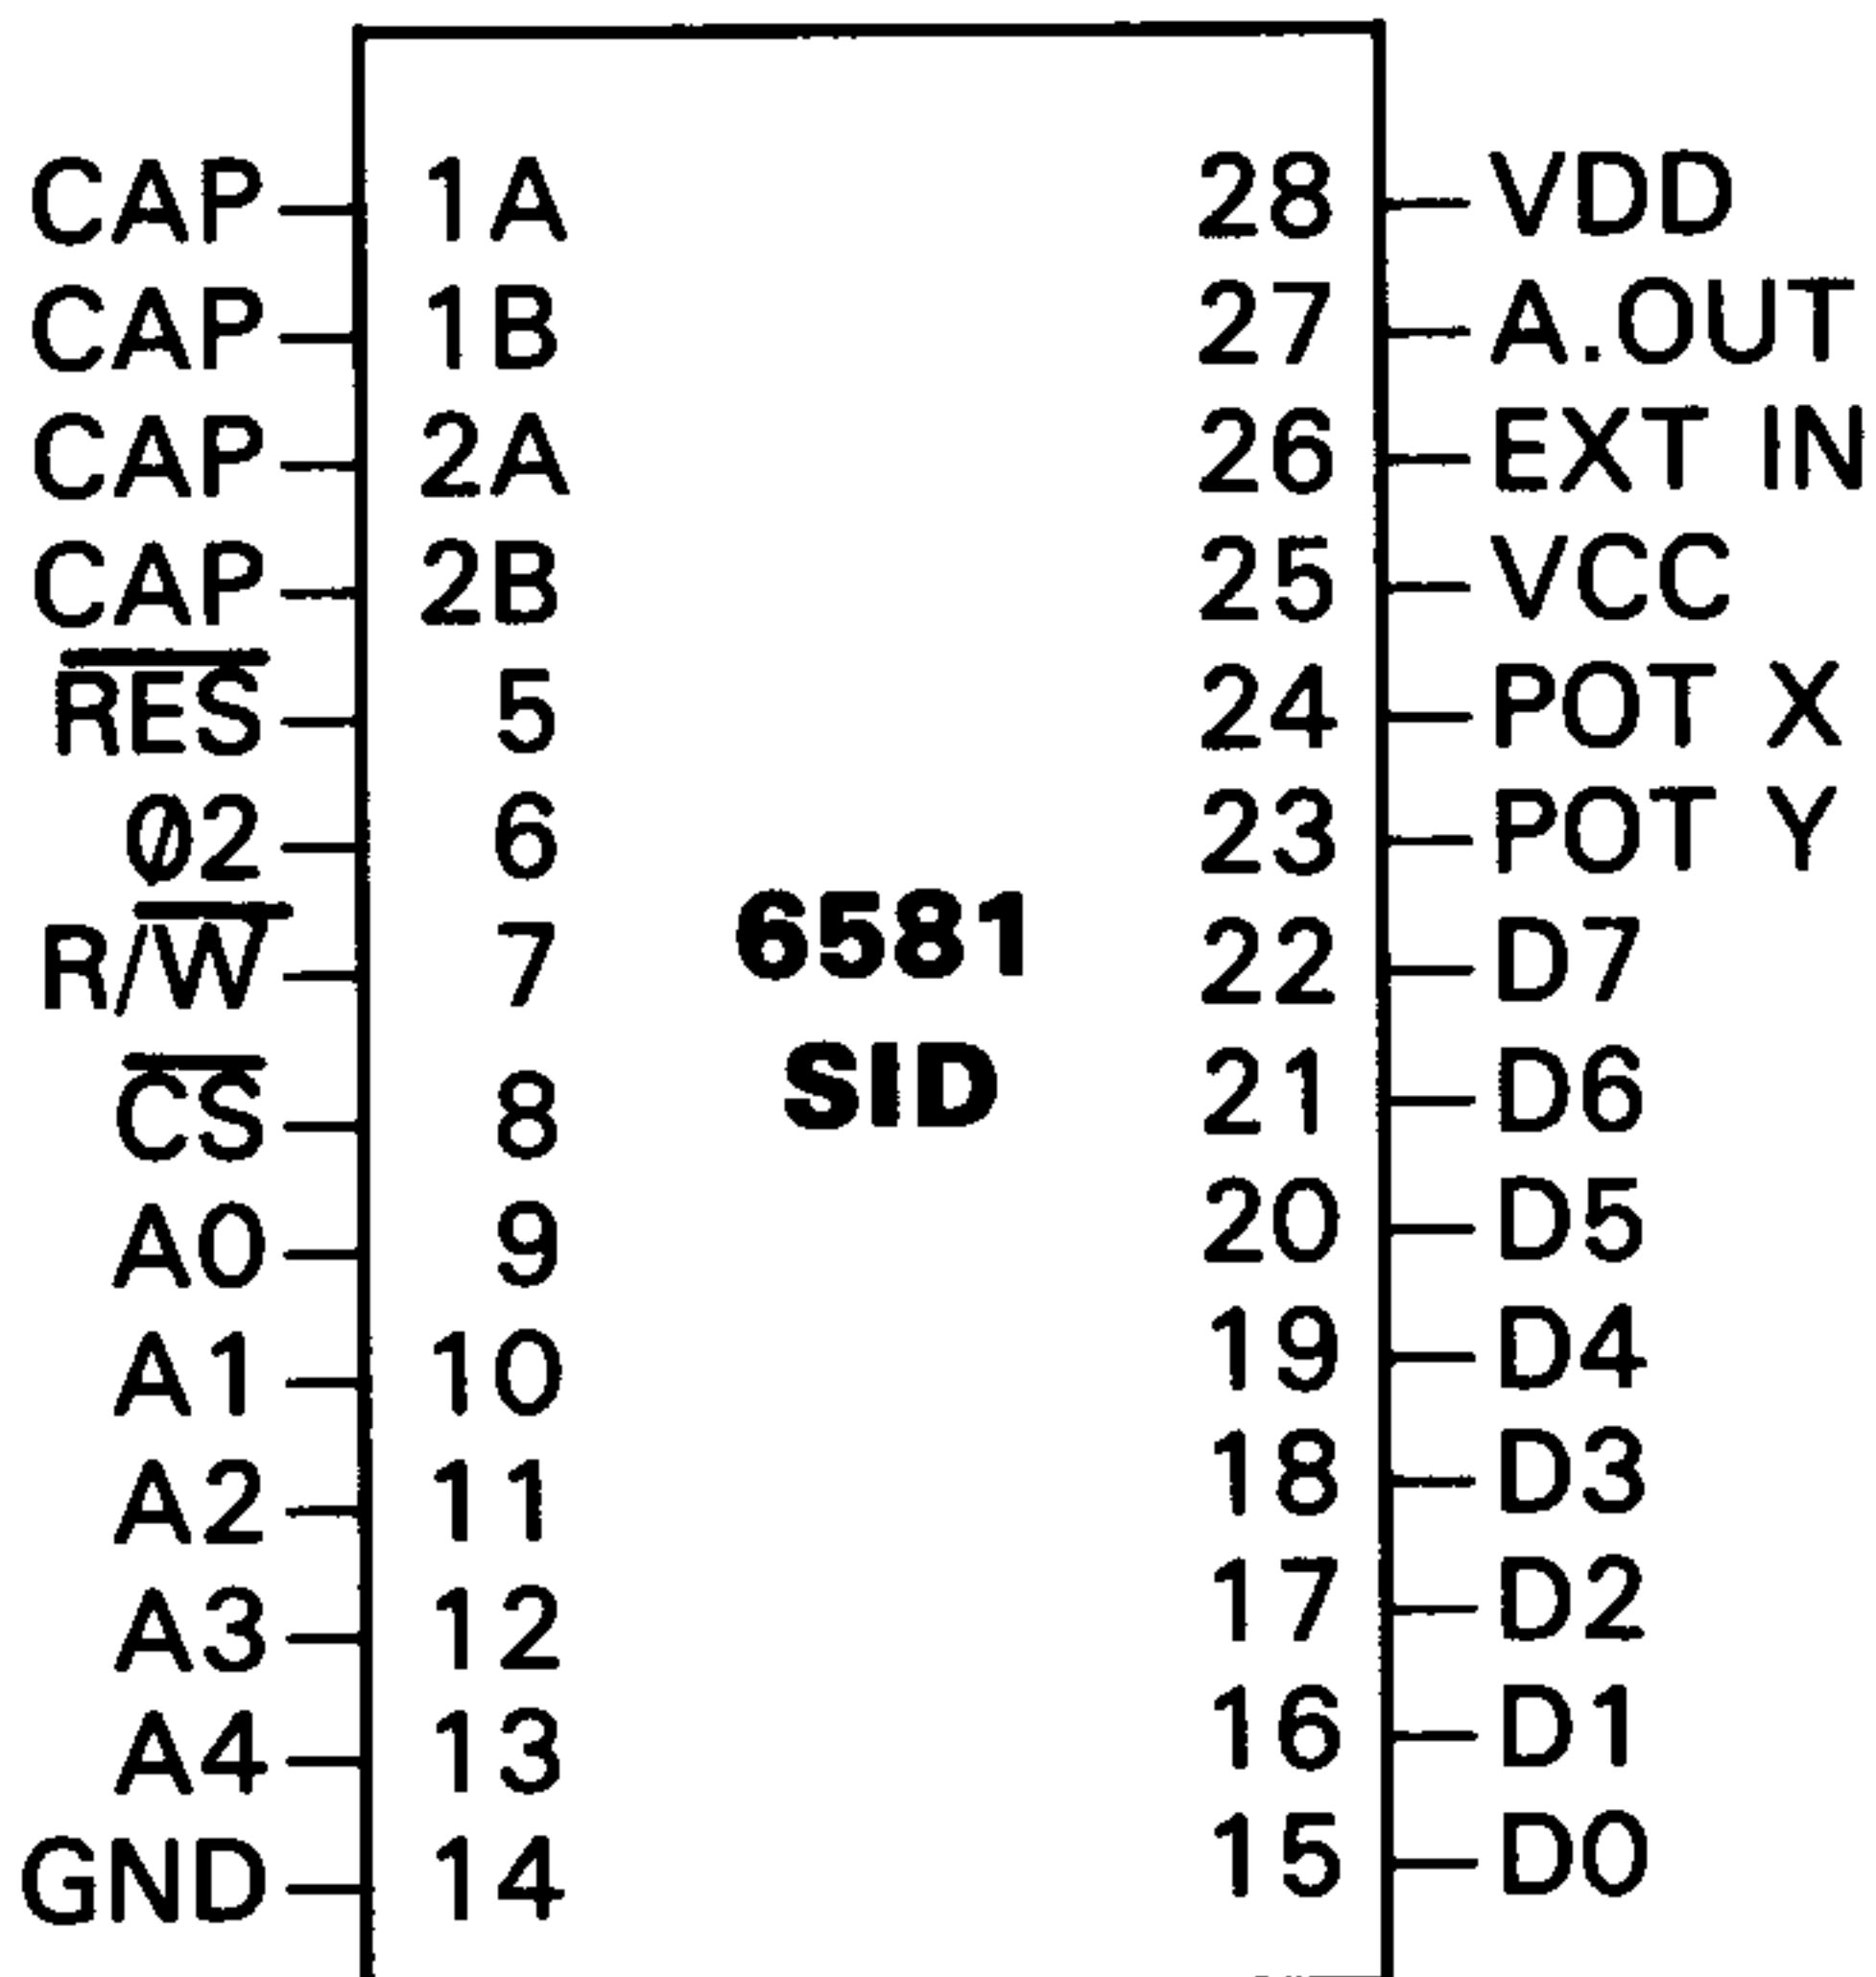 CAP 1A 28 VDD
CAP 1B 27 A.OUT
CAP 2A 26 EXT IN
CAP 2B 25 VCC
R̅E̅S̅ 5 24 POT X
Ø2 6 23 POT Y
R/W̅ 7 22 D7
6581
C̅S̅ 8 21 D6
SID
A0 9 20 D5
A1 10 19 D4
A2 11 18 D3
A3 12 17 D2
A4 13 16 D1
GND 14 15 D0